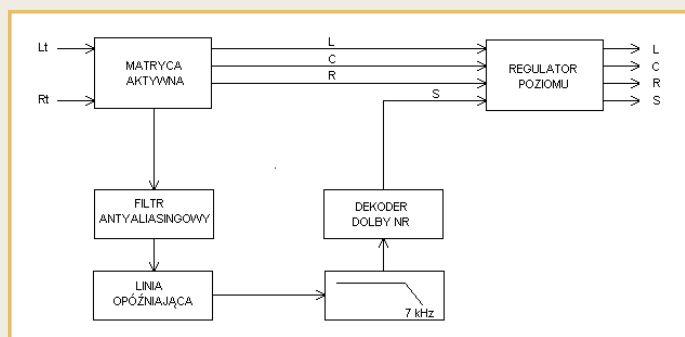 Lt
Rt
MATRYCA
AKTYWNA
L
C
R
S
REGULATOR
POZIOMU
L
C
R
S
FILTR
ANTYALIASINGOWY
DEKODER
DOLBY NR
LINIA
OPÓŹNIAJĄCA
7 kHz